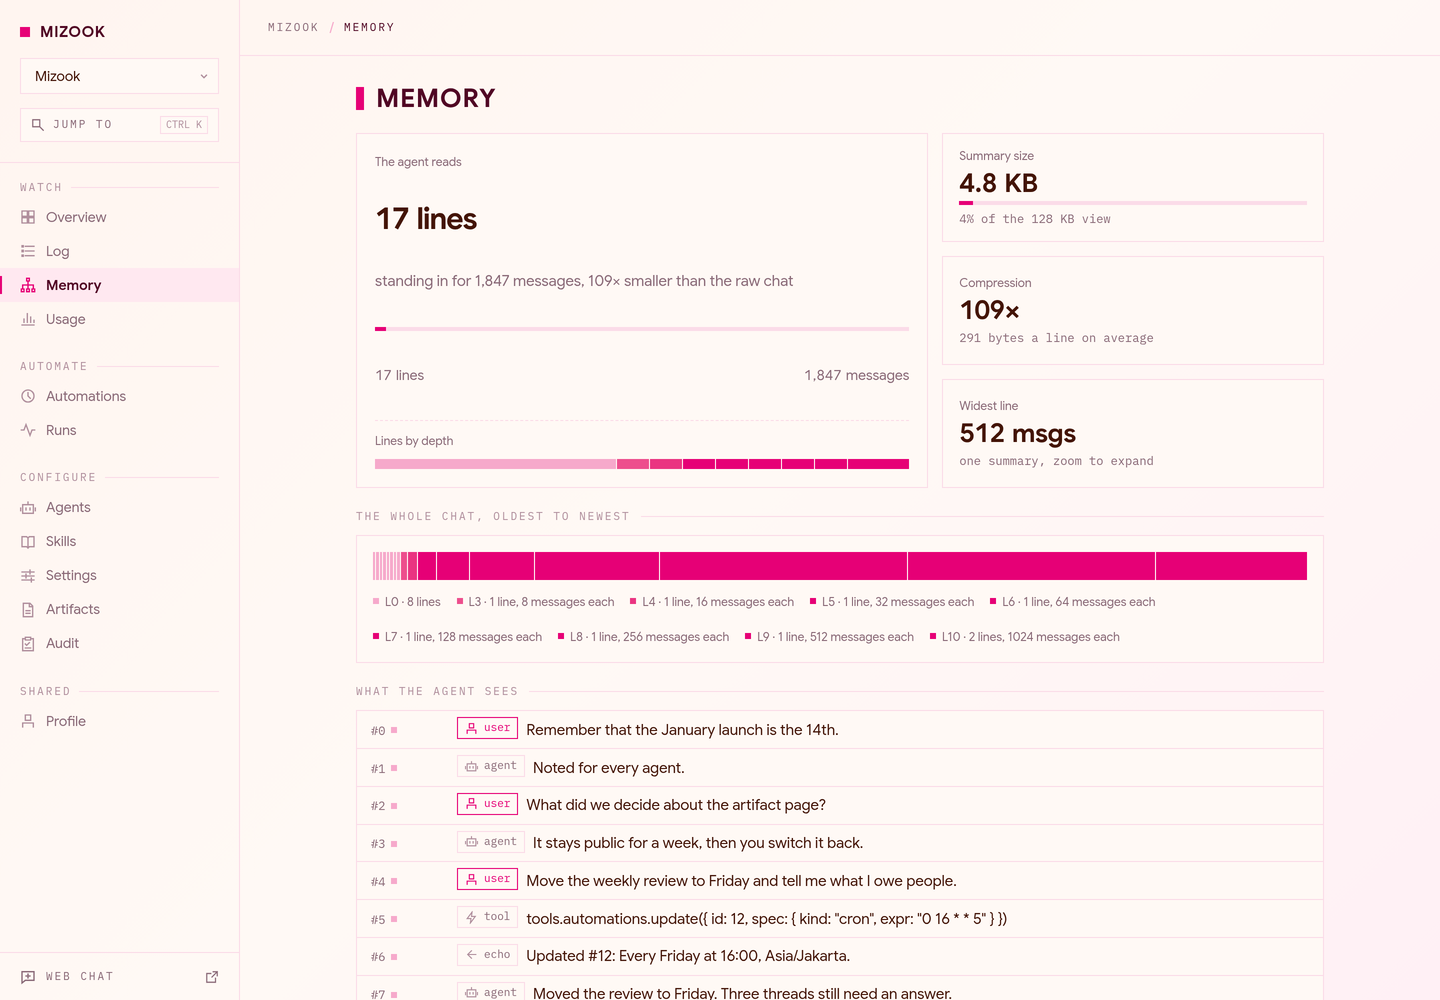 MIZOOK
Mizook
JUMP TO
CTRL K
WATCH
Overview
Log
Memory
Usage
AUTOMATE
Automations
Runs
CONFIGURE
Agents
Skills
Settings
Artifacts
Audit
SHARED
Profile
WEB CHAT
MIZOOK / MEMORY
MEMORY
The agent reads
17 lines
standing in for 1,847 messages, 109× smaller than the raw chat
17 lines
1,847 messages
Lines by depth
Summary size
4.8 KB
4% of the 128 KB view
Compression
109×
291 bytes a line on average
Widest line
512 msgs
one summary, zoom to expand
THE WHOLE CHAT, OLDEST TO NEWEST
L0 · 8 lines L3 · 1 line, 8 messages each L4 · 1 line, 16 messages each L5 · 1 line, 32 messages each L6 · 1 line, 64 messages each
L7 · 1 line, 128 messages each L8 · 1 line, 256 messages each L9 · 1 line, 512 messages each L10 · 2 lines, 1024 messages each
WHAT THE AGENT SEES
#0 user Remember that the January launch is the 14th.
#1 agent Noted for every agent.
#2 user What did we decide about the artifact page?
#3 agent It stays public for a week, then you switch it back.
#4 user Move the weekly review to Friday and tell me what I owe people.
#5 tool tools.automations.update({ id: 12, spec: { kind: "cron", expr: "0 16 * * 5" } })
#6 echo Updated #12: Every Friday at 16:00, Asia/Jakarta.
#7 agent Moved the review to Friday. Three threads still need an answer.